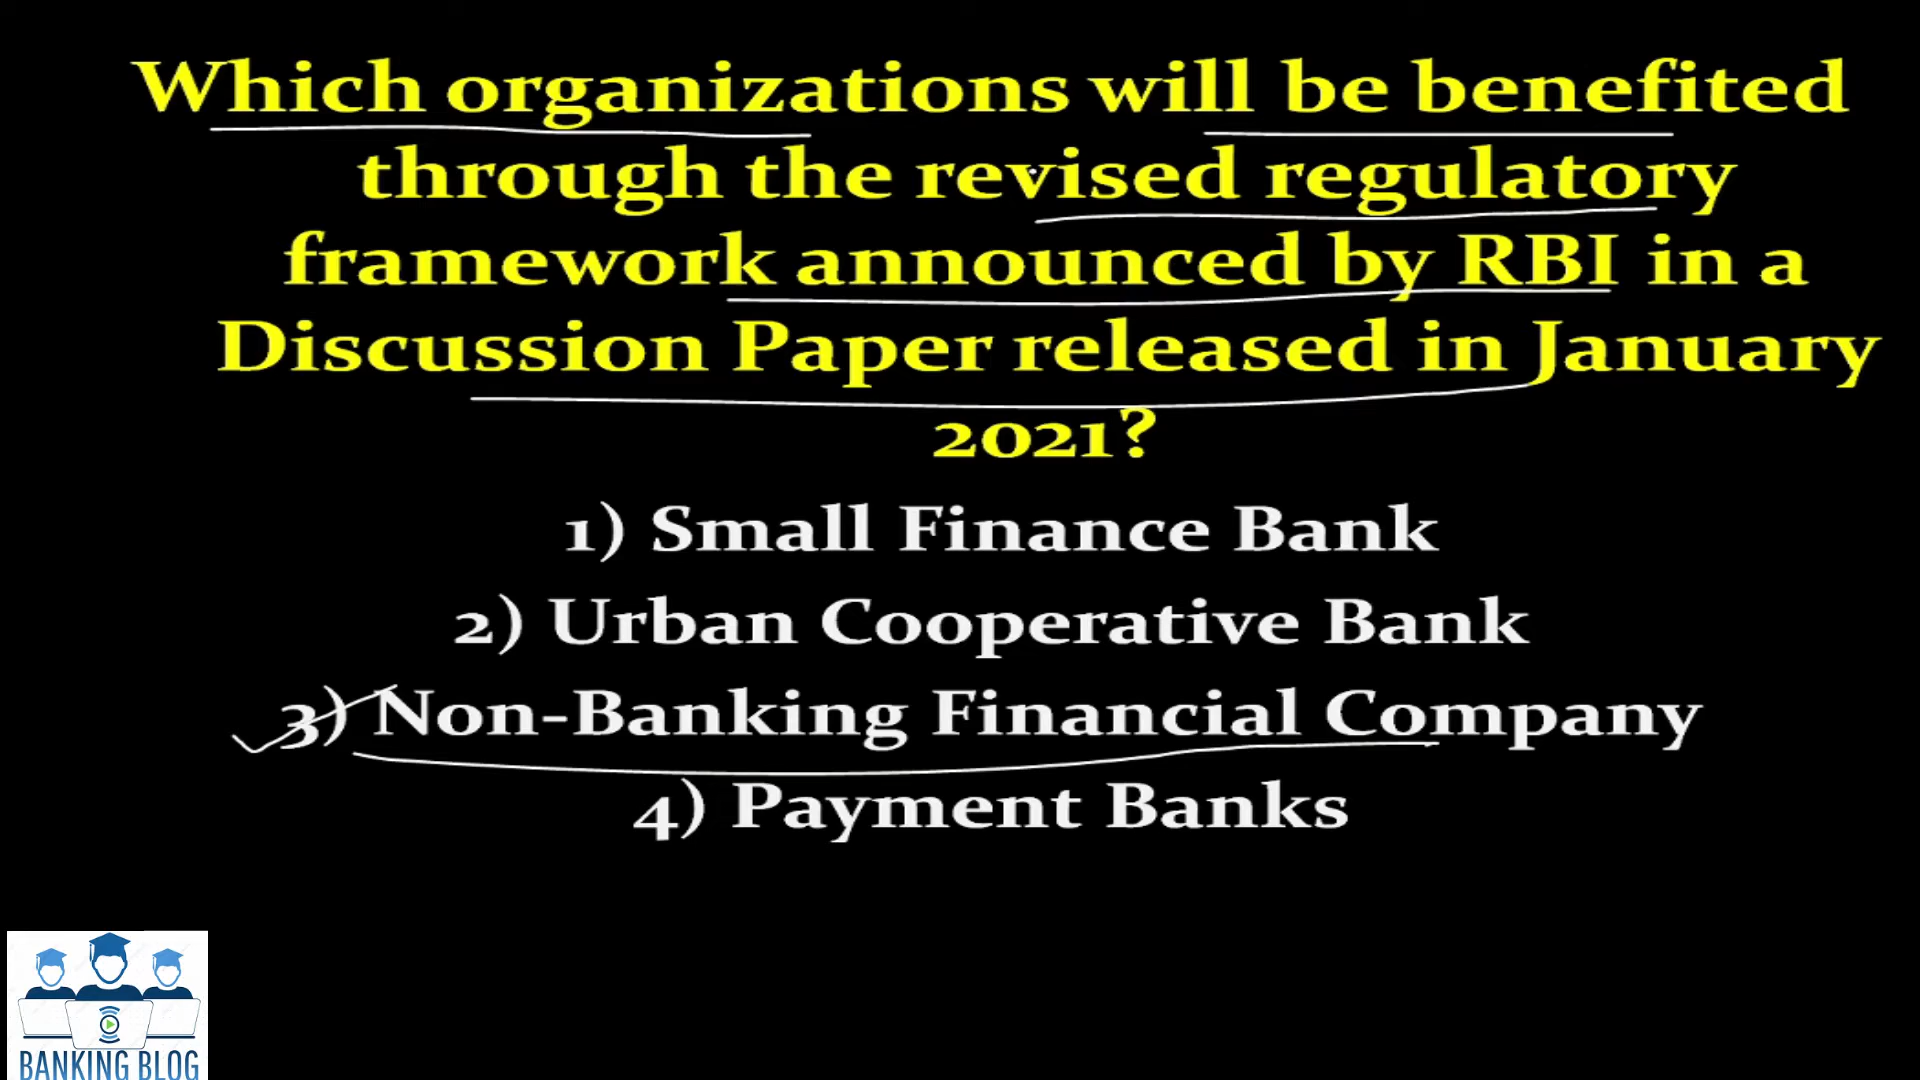 Which organizations will be benefited
through the revised regulatory
framework announced by RBI in a
Discussion Paper released in January
2021?
1) Small Finance Bank
2) Urban Cooperative Bank
3) Non-Banking Financial Company
4) Payment Banks
BANKING BLOG